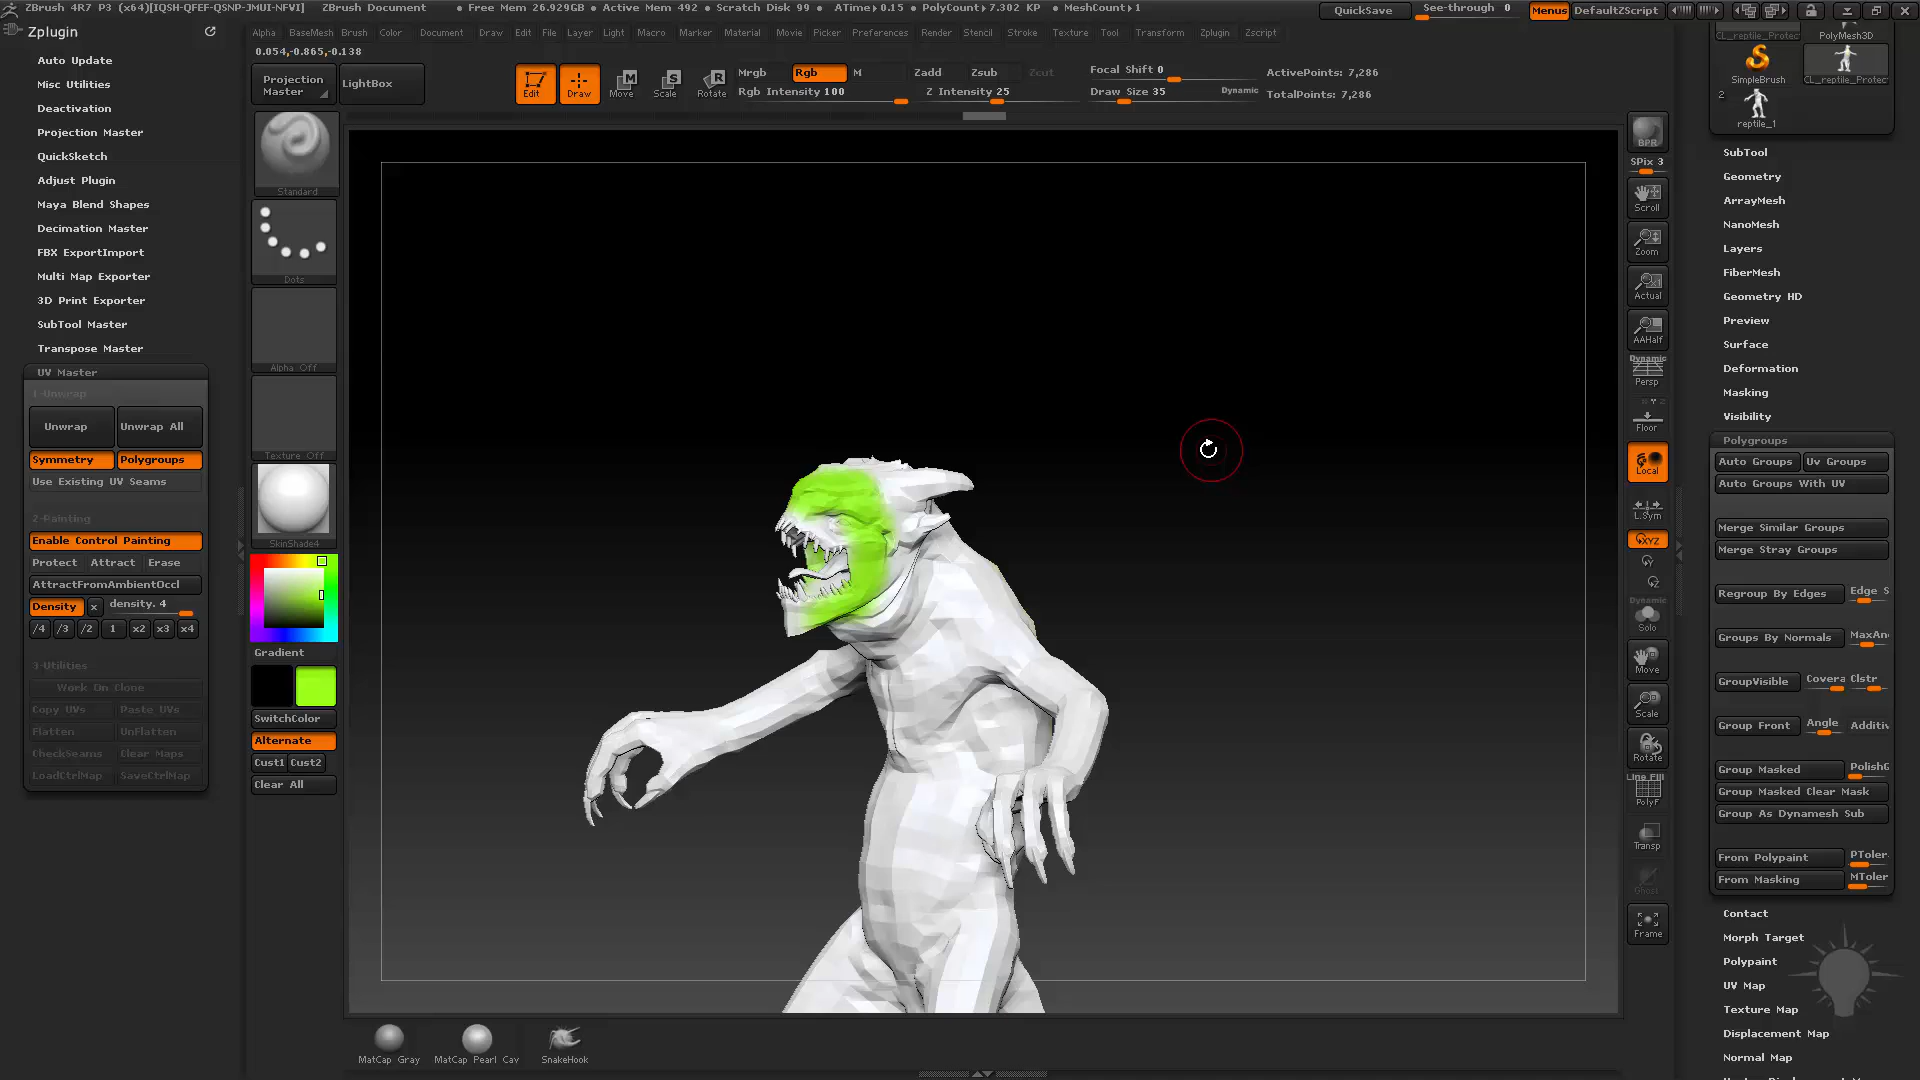 ZBrush 4R7 P3 (x64)[IQSH-QFEF-QSNP-JMUI-NFVI] ZBrush Document • Free Mem 26.929GB • Active Mem 492 • Scratch Disk 99 • ATime▸0.15 • PolyCount▸7.302 KP • MeshCount▸1 QuickSave See-through 0 Menus DefaultZScript
Zplugin
Alpha BaseMesh Brush Color Document Draw Edit File Layer Light Macro Marker Material Movie Picker Preferences Render Stencil Stroke Texture Tool Transform Zplugin Zscript
0.054,-0.865,-0.138
Projection Master
LightBox
Edit
Draw
Move
Scale
Rotate
Mrgb Rgb M Zadd Zsub Zcut
Rgb Intensity 100 Z Intensity 25
Focal Shift 0
Draw Size 35 Dynamic
ActivePoints: 7,286
TotalPoints: 7,286
Auto Update
Misc Utilities
Deactivation
Projection Master
QuickSketch
Adjust Plugin
Maya Blend Shapes
Decimation Master
FBX ExportImport
Multi Map Exporter
3D Print Exporter
SubTool Master
Transpose Master
UV Master
1-Unwrap
Unwrap Unwrap All
Symmetry Polygroups
Use Existing UV Seams
2-Painting
Enable Control Painting
Protect Attract Erase
AttractFromAmbientOccl
Density x density. 4
/4 /3 /2 1 x2 x3 x4
3-Utilities
Work On Clone
Copy UVs Paste UVs
Flatten UnFlatten
CheckSeams Clear Maps
LoadCtrlMap SaveCtrlMap
Standard
Dots
Alpha Off
Texture Off
SkinShade4
Gradient
SwitchColor
Alternate
Cust1 Cust2
Clear All
MatCap Gray
MatCap Pearl Cav
SnakeHook
BPR
SPix 3
Scroll
Zoom
Actual
AAHalf
Dynamic
Persp
Floor
Local
L.Sym
XYZ
Dynamic
Solo
Move
Scale
Rotate
Line Fill
PolyF
Transp
Ghost
Frame
CL_reptile_Protec PolyMesh3D
SimpleBrush CL_reptile_Protec
2
reptile_1
SubTool
Geometry
ArrayMesh
NanoMesh
Layers
FiberMesh
Geometry HD
Preview
Surface
Deformation
Masking
Visibility
Polygroups
Auto Groups Uv Groups
Auto Groups With UV
Merge Similar Groups
Merge Stray Groups
Regroup By Edges Edge S
Groups By Normals MaxAn
GroupVisible Covera Clstr
Group Front Angle Additiv
Group Masked PolishG
Group Masked Clear Mask
Group As Dynamesh Sub
From Polypaint PToler
From Masking MToler
Contact
Morph Target
Polypaint
UV Map
Texture Map
Displacement Map
Normal Map